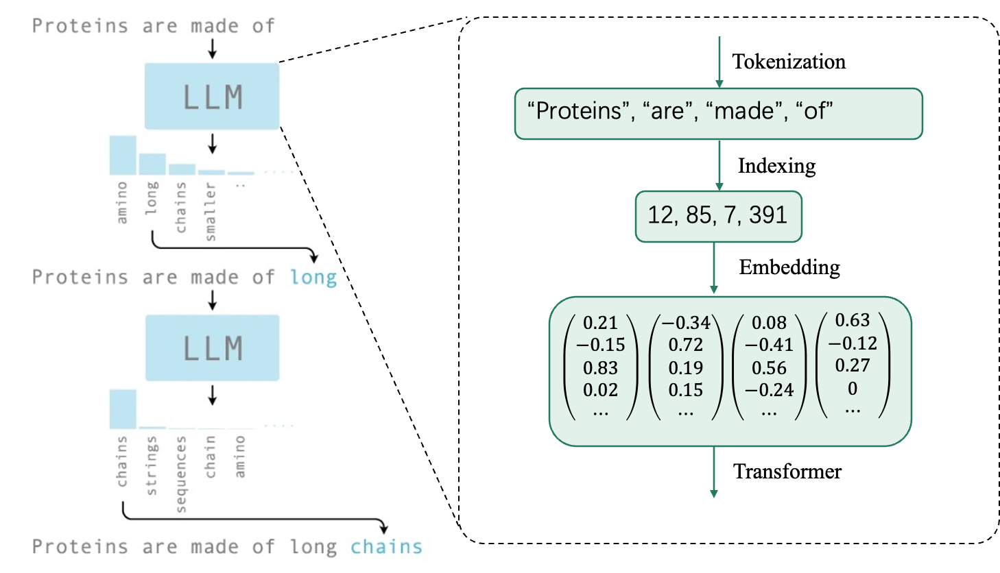 Proteins are made of
LLM
amino
long
chains
smaller
:
....
Proteins are made of long
LLM
chains
strings
sequences
chain
amino
....
Proteins are made of long chains
Tokenization
“Proteins”, “are”, “made”, “of”
Indexing
12, 85, 7, 391
Embedding
0.21 −0.34 0.08 0.63
−0.15 0.72 −0.41 −0.12
0.83 0.19 0.56 0.27
0.02 0.15 −0.24 0
... ... ... ...
Transformer